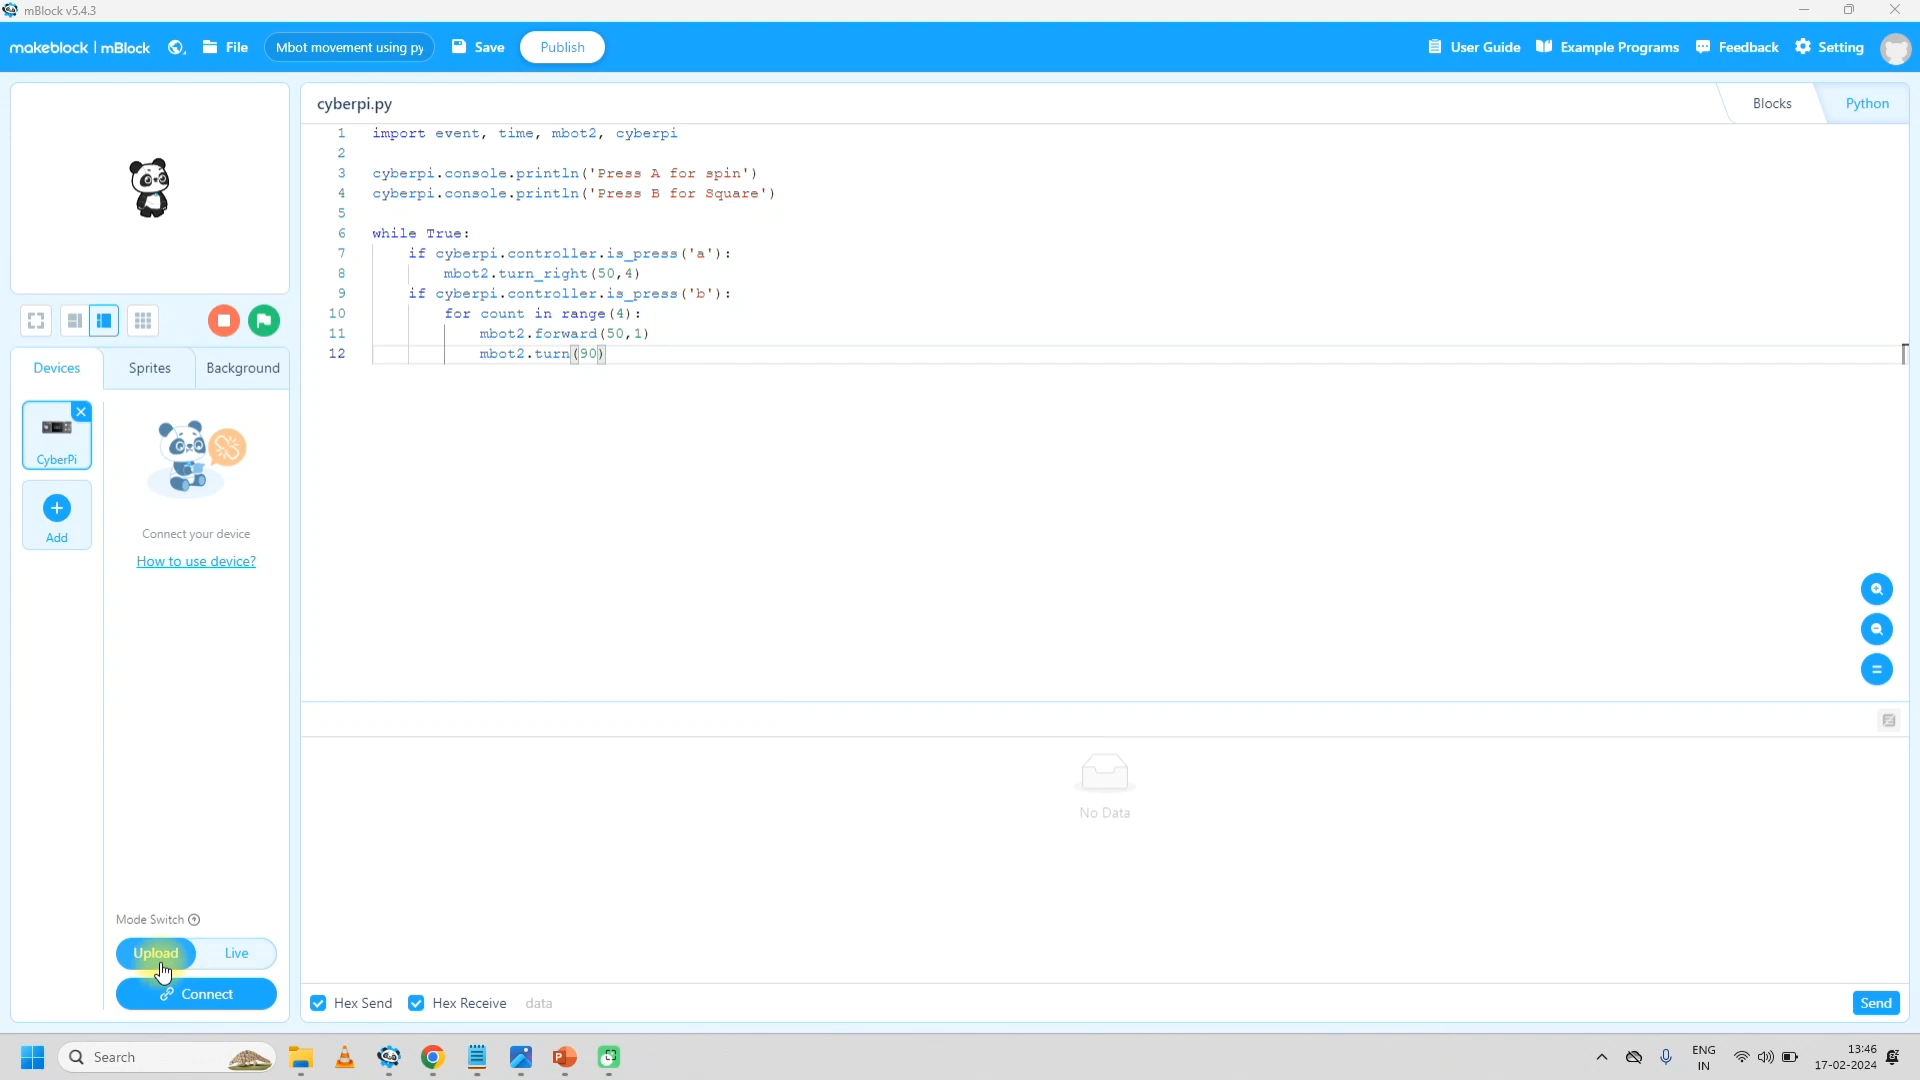 mBlock v5.4.3
makeblock | mBlock File Mbot movement using py Save Publish User Guide Example Programs Feedback Setting
cyberpi.py Blocks Python
1 import event, time, mbot2, cyberpi
2
3 cyberpi.console.println('Press A for spin')
4 cyberpi.console.println('Press B for Square')
5
6 while True:
7 if cyberpi.controller.is_press('a'):
8 mbot2.turn_right(50,4)
9 if cyberpi.controller.is_press('b'):
10 for count in range(4):
11 mbot2.forward(50,1)
12 mbot2.turn(90)
Devices Sprites Background
CyberPi
Add
Connect your device
How to use device?
No Data
Mode Switch
Upload Live
Connect
Hex Send Hex Receive data Send
Search
ENG
IN
13:46
17-02-2024